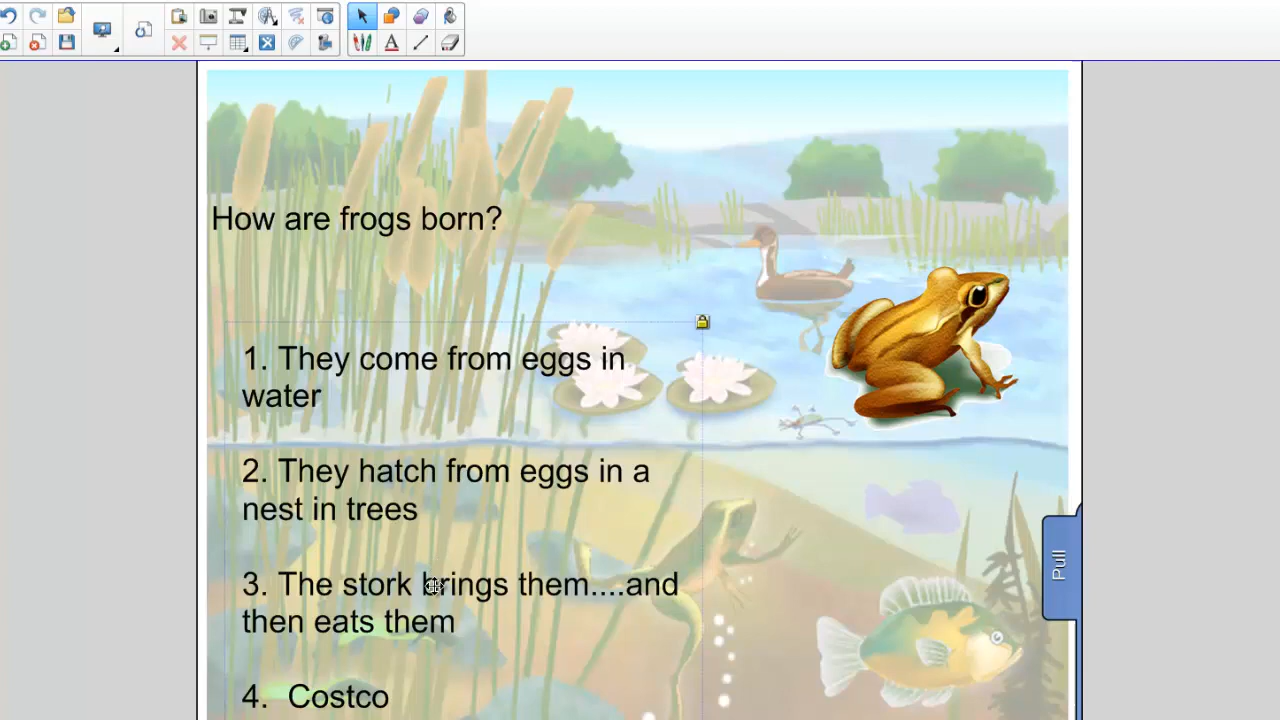 How are frogs born?
1. They come from eggs in
water
2. They hatch from eggs in a
nest in trees
3. The stork brings them....and
then eats them
4. Costco
Pull